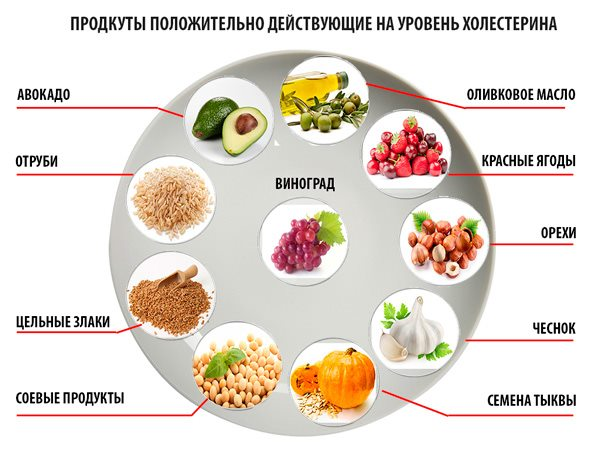 ПРОДКУТЫ ПОЛОЖИТЕЛЬНО ДЕЙСТВУЮЩИЕ НА УРОВЕНЬ ХОЛЕСТЕРИНА
АВОКАДО
ОЛИВКОВОЕ МАСЛО
ОТРУБИ
КРАСНЫЕ ЯГОДЫ
ВИНОГРАД
ОРЕХИ
ЦЕЛЬНЫЕ ЗЛАКИ
ЧЕСНОК
СОЕВЫЕ ПРОДУКТЫ
СЕМЕНА ТЫКВЫ